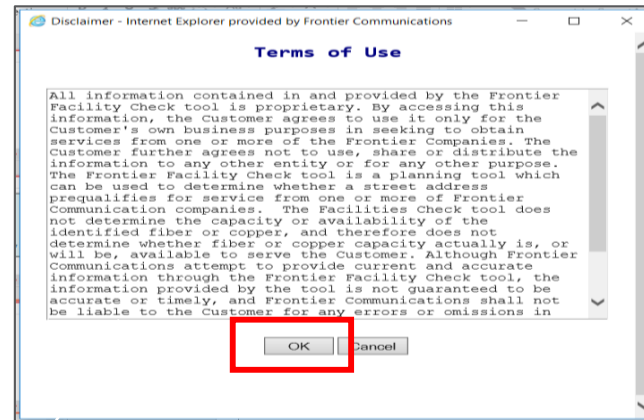 Disclaimer - Internet Explorer provided by Frontier Communications
Terms of Use
All information contained in and provided by the Frontier
Facility Check tool is proprietary. By accessing this
information, the Customer agrees to use it only for the
Customer's own business purposes in seeking to obtain
services from one or more of the Frontier Companies. The
Customer further agrees not to use, share or distribute the
information to any other entity or for any other purpose.
The Frontier Facility Check tool is a planning tool which
can be used to determine whether a street address
prequalifies for service from one or more of Frontier
Communication companies. The Facilities Check tool does
not determine the capacity or availability of the
identified fiber or copper, and therefore does not
determine whether fiber or copper capacity actually is, or
will be, available to serve the Customer. Although Frontier
Communications attempt to provide current and accurate
information through the Frontier Facility Check tool, the
information provided by the tool is not guaranteed to be
accurate or timely, and Frontier Communications shall not
be liable to the Customer for any errors or omissions in
OK Cancel